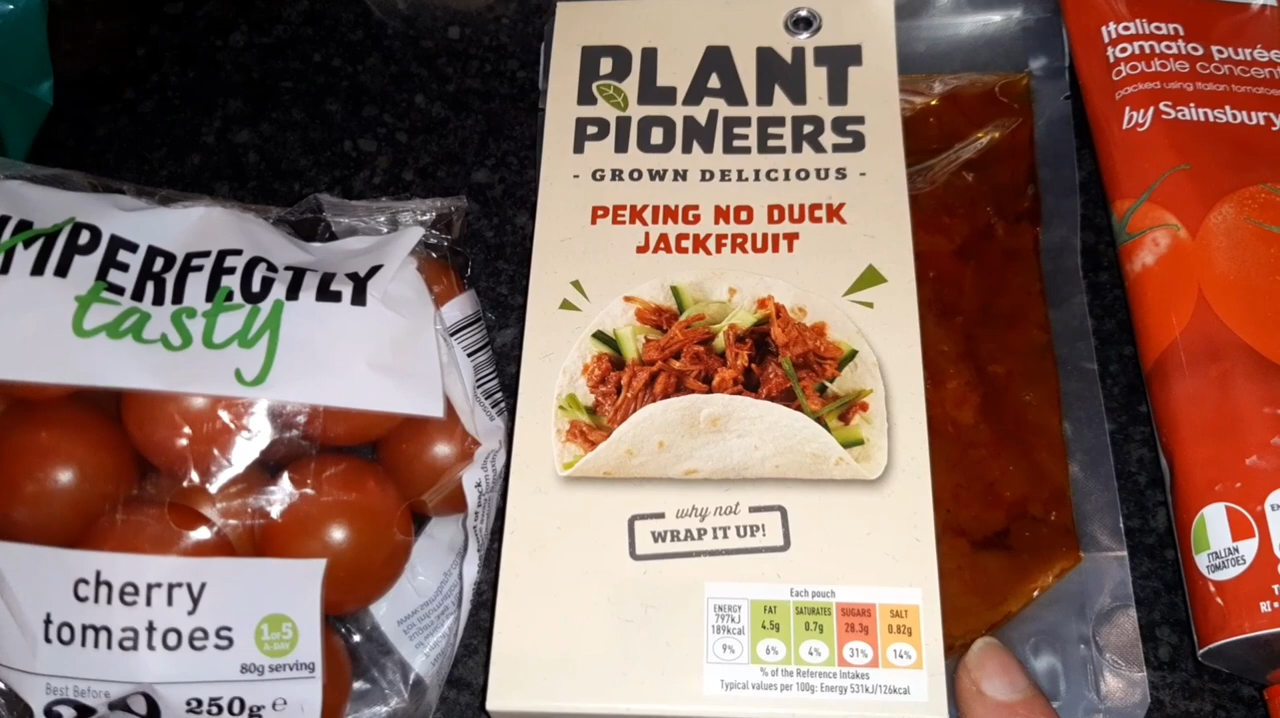 IMPERFECTLY
tasty
cherry
tomatoes
1 of 5
A-DAY
80g serving
Best Before
250g e
PLANT
PIONEERS
- GROWN DELICIOUS -
PEKING NO DUCK
JACKFRUIT
why not
WRAP IT UP!
Each pouch
ENERGY
797kJ
189kcal
9%
FAT
4.5g
6%
SATURATES
0.7g
4%
SUGARS
28.3g
31%
SALT
0.82g
14%
% of the Reference Intakes
Typical values per 100g: Energy 531kJ/126kcal
Italian
tomato purée
double concent
packed using Italian tomatoes
by Sainsbury
ITALIAN
TOMATOES